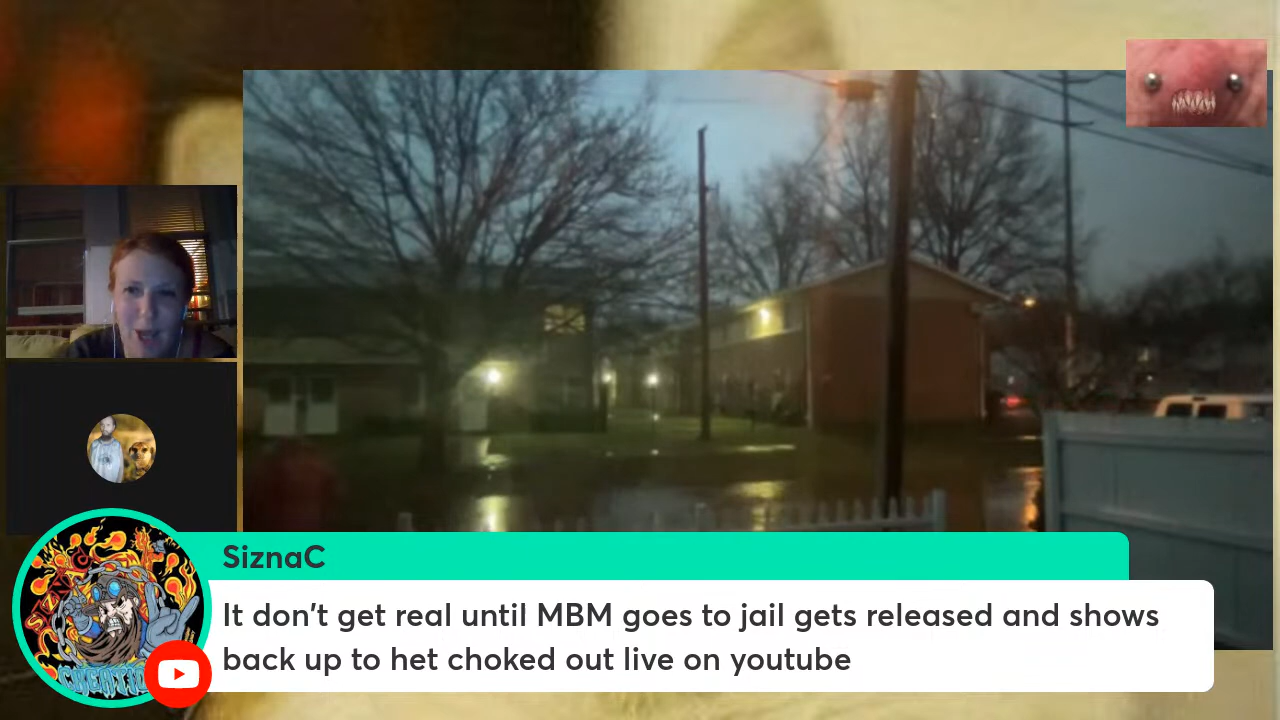 SiznaC
It don't get real until MBM goes to jail gets released and shows
back up to het choked out live on youtube